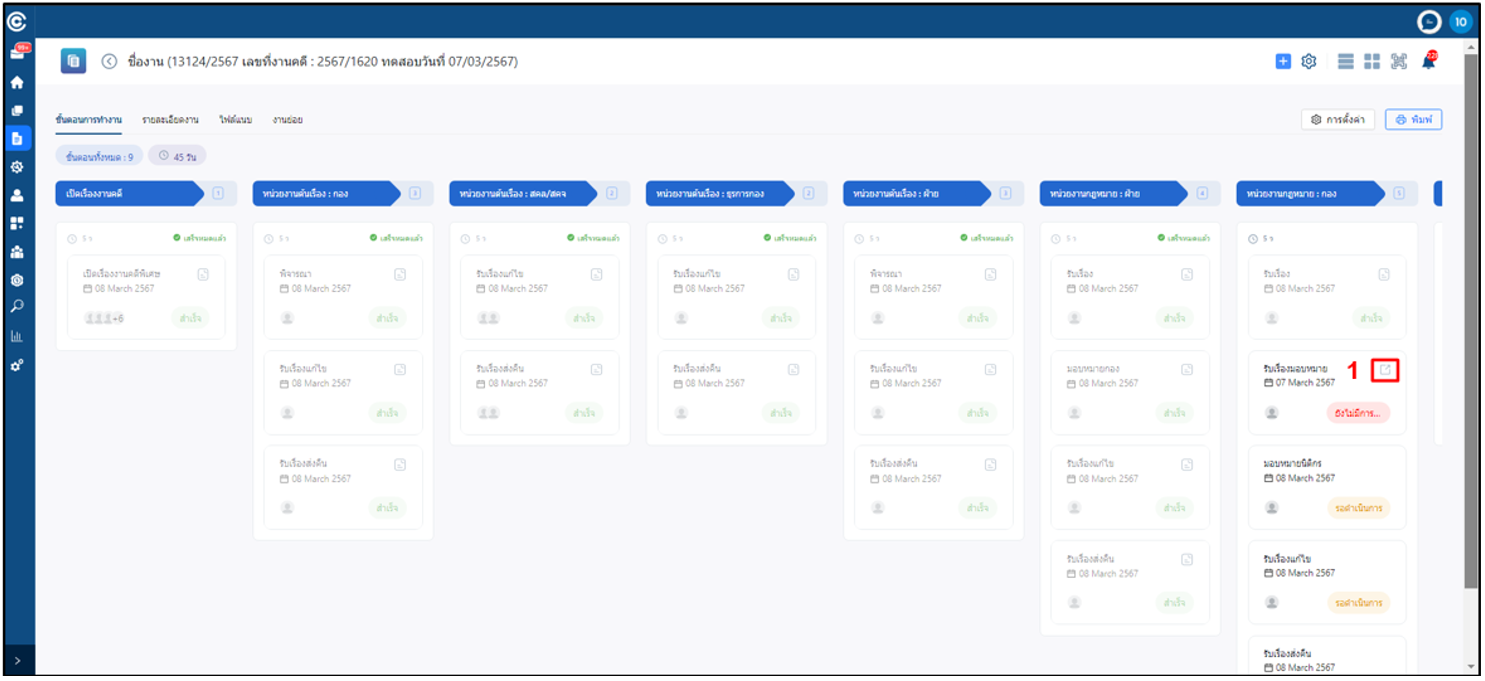 10
99+
ชื่องาน (13124/2567 เลขที่งานคดี : 2567/1620 ทดสอบวันที่ 07/03/2567)
ขั้นตอนการทำงาน
รายละเอียดงาน
ไฟล์แนบ
งานย่อย
การตั้งค่า
พิมพ์
ขั้นตอนทั้งหมด : 9
45 วัน
เปิดเรื่องงานคดี
1
หน่วยงานต้นเรื่อง : กอง
3
หน่วยงานต้นเรื่อง : สคล/สคจ
2
หน่วยงานต้นเรื่อง : ธุรการกอง
2
หน่วยงานต้นเรื่อง : ฝ่าย
3
หน่วยงานกฎหมาย : ฝ่าย
4
หน่วยงานกฎหมาย : กอง
5
5 ว
เสร็จหมดแล้ว
5 ว
เสร็จหมดแล้ว
5 ว
เสร็จหมดแล้ว
5 ว
เสร็จหมดแล้ว
5 ว
เสร็จหมดแล้ว
5 ว
เสร็จหมดแล้ว
5 ว
เปิดเรื่องงานคดีพิเศษ
08 March 2567
+6
สำเร็จ
พิจารณา
08 March 2567
สำเร็จ
รับเรื่องแก้ไข
08 March 2567
สำเร็จ
รับเรื่องแก้ไข
08 March 2567
สำเร็จ
พิจารณา
08 March 2567
สำเร็จ
รับเรื่อง
08 March 2567
สำเร็จ
รับเรื่อง
08 March 2567
สำเร็จ
รับเรื่องแก้ไข
08 March 2567
สำเร็จ
รับเรื่องส่งคืน
08 March 2567
สำเร็จ
รับเรื่องส่งคืน
08 March 2567
สำเร็จ
รับเรื่องแก้ไข
08 March 2567
สำเร็จ
มอบหมายกอง
08 March 2567
สำเร็จ
รับเรื่องมอบหมาย
07 March 2567
1
ยังไม่มีการ...
รับเรื่องส่งคืน
08 March 2567
สำเร็จ
รับเรื่องส่งคืน
08 March 2567
สำเร็จ
รับเรื่องแก้ไข
08 March 2567
สำเร็จ
มอบหมายนิติกร
08 March 2567
รอดำเนินการ
รับเรื่องส่งคืน
08 March 2567
สำเร็จ
รับเรื่องแก้ไข
08 March 2567
รอดำเนินการ
รับเรื่องส่งคืน
08 March 2567